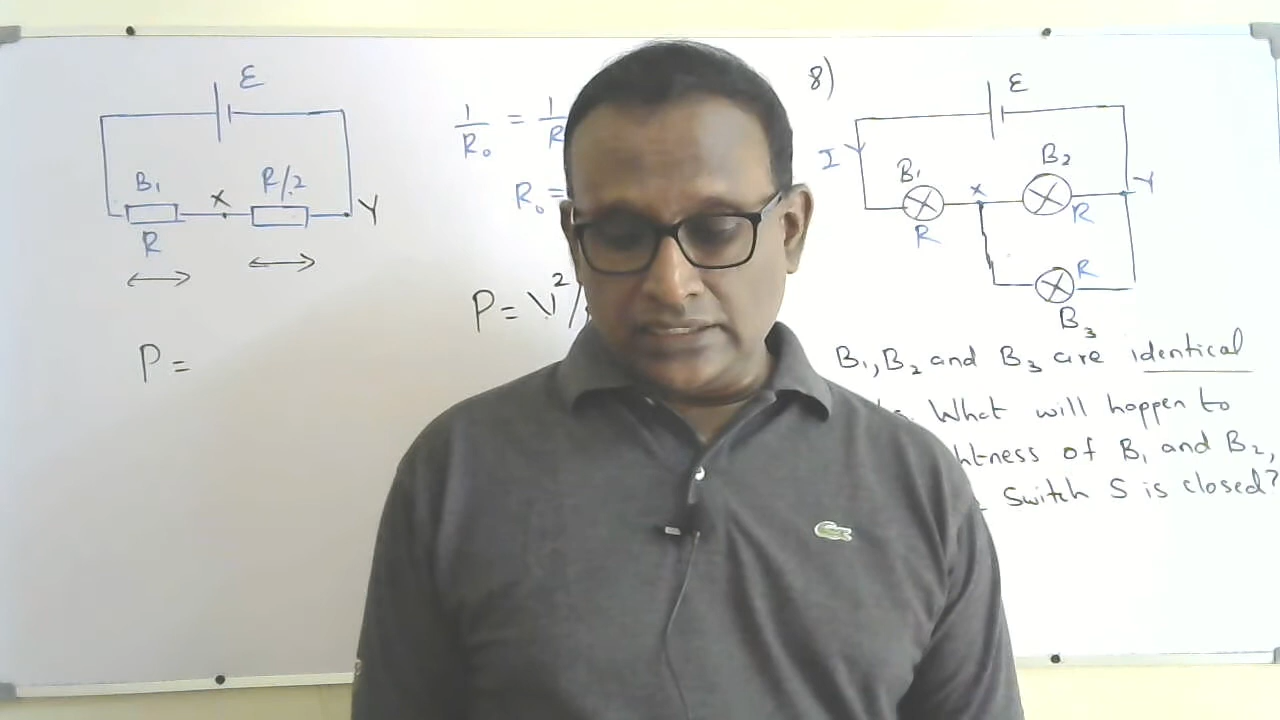 ε
B₁ X R/2 Y
R
P =
1/R₀ = 1/R
R₀ =
P = V²/
8)
ε
I B₁ X B₂ Y
R R
R
B₃
B₁, B₂ and B₃ are identical
What will happen to
htness of B₁ and B₂,
Switch S is closed?